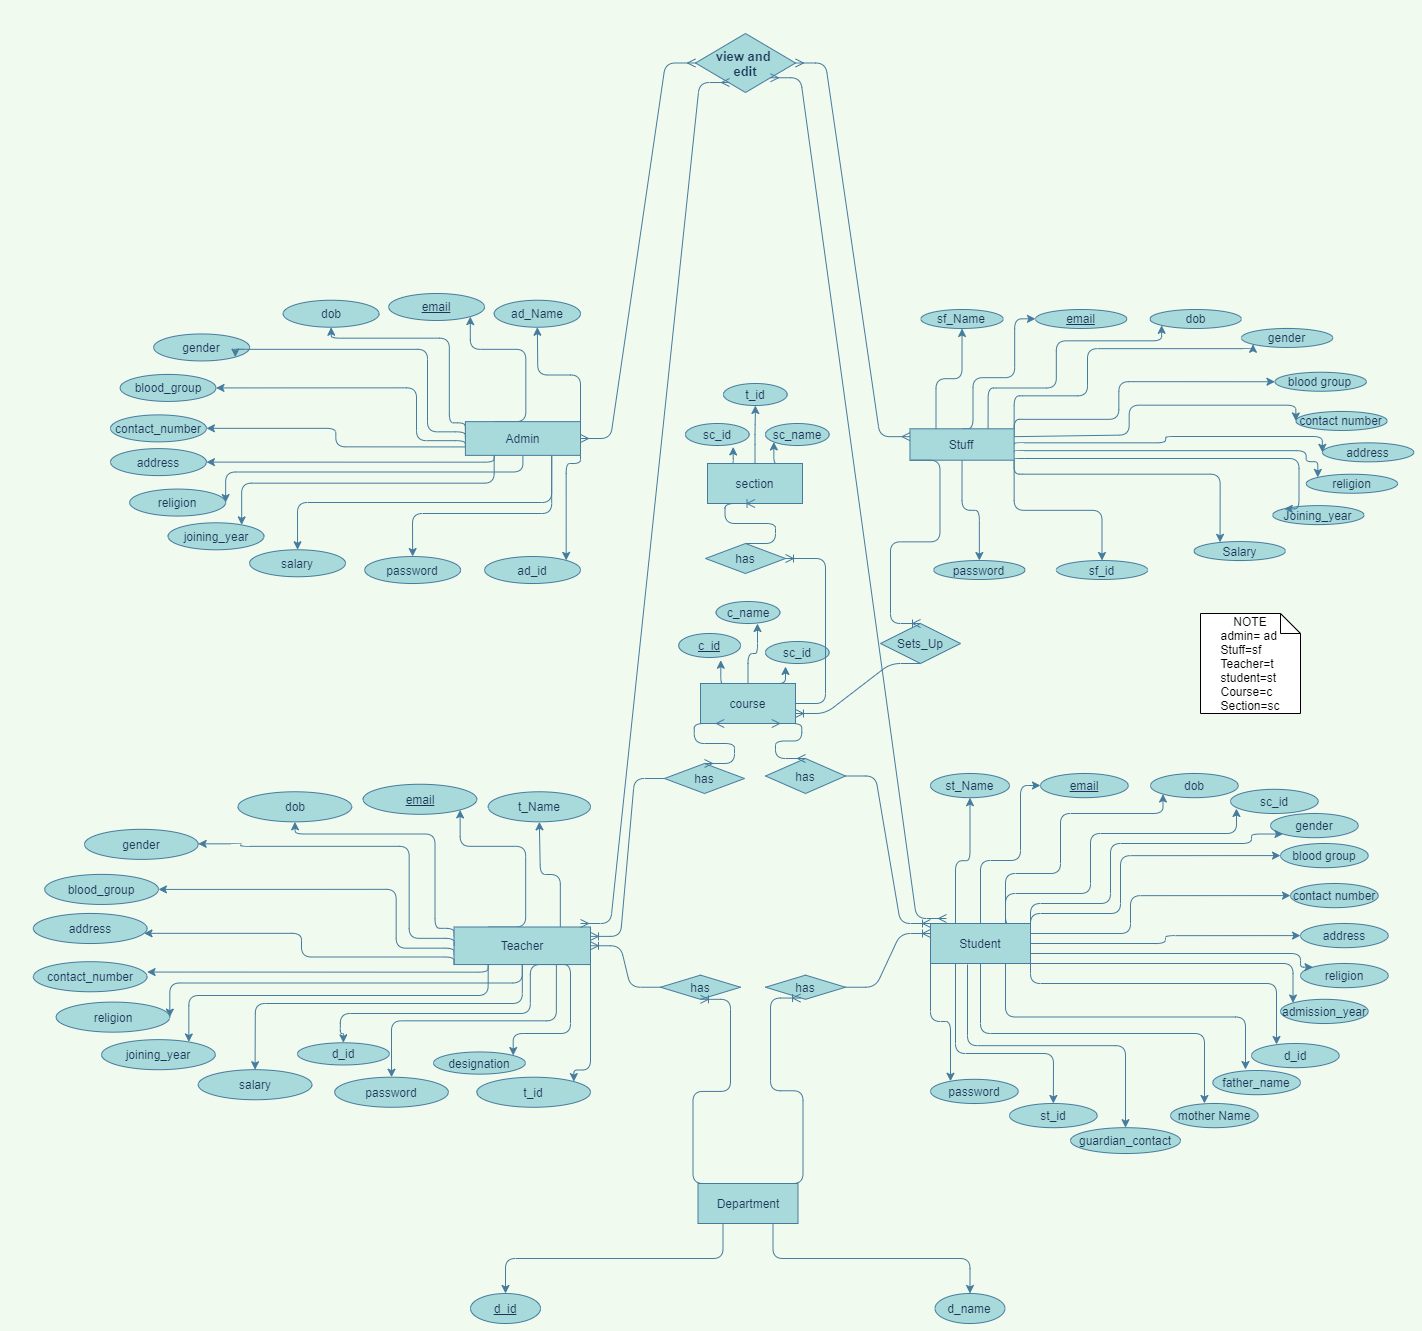 view and
edit
dob
email
ad_Name
gender
blood_group
contact_number
address
religion
joining_year
salary
password
ad_id
Admin
sf_Name
email
dob
gender
blood group
contact number
address
religion
Joining_year
Salary
sf_id
password
Stuff
t_id
sc_id
sc_name
section
has
c_name
c_id
sc_id
course
Sets_Up
has
has
NOTE
admin= ad
Stuff=sf
Teacher=t
student=st
Course=c
Section=sc
dob
email
t_Name
gender
blood_group
address
contact_number
religion
joining_year
salary
d_id
password
designation
t_id
Teacher
st_Name
email
dob
sc_id
gender
blood group
contact number
address
religion
admission_year
d_id
father_name
mother Name
guardian_contact
st_id
password
Student
has
has
Department
d_id
d_name